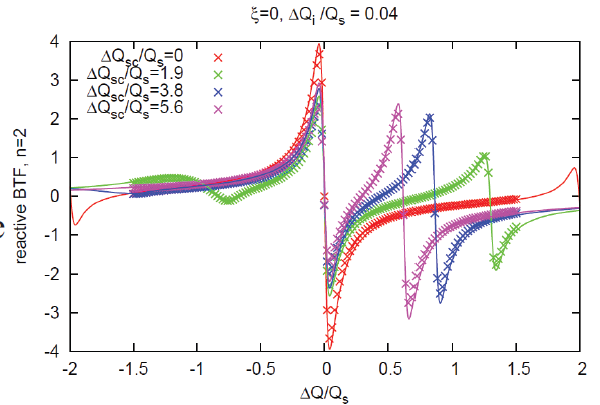 ξ=0, ΔQi /Qs = 0.04
ΔQsc/Qs=0
ΔQsc/Qs=1.9
ΔQsc/Qs=3.8
ΔQsc/Qs=5.6
reactive BTF, n=2
4
3
2
1
0
-1
-2
-3
-4
-2 -1.5 -1 -0.5 0 0.5 1 1.5 2
ΔQ/Qs